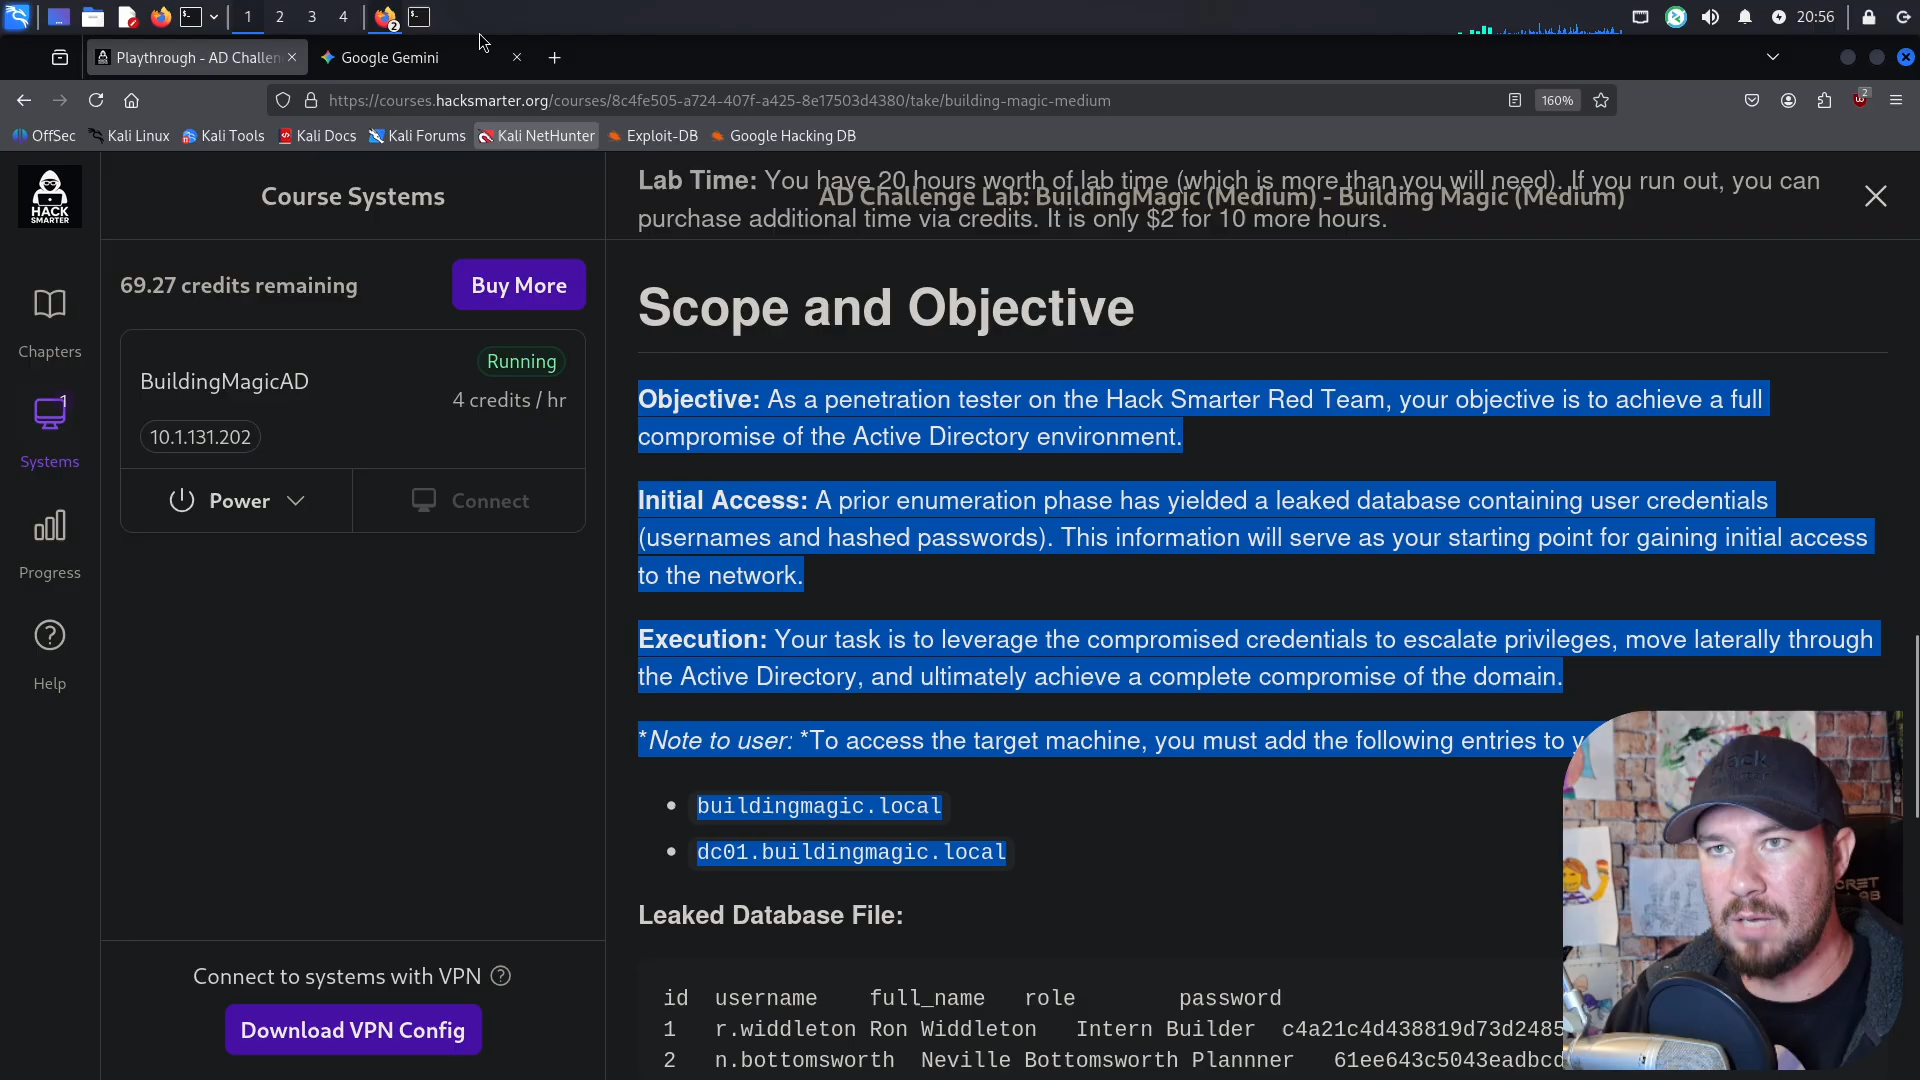 1
2
3
4
2
20:56
Playthrough - AD Challen
Google Gemini
https://courses.hacksmarter.org/courses/8c4fe505-a724-407f-a425-8e17503d4380/take/building-magic-medium
160%
2
OffSec
Kali Linux
Kali Tools
Kali Docs
Kali Forums
Kali NetHunter
Exploit-DB
Google Hacking DB
HACK
SMARTER
Chapters
1
Systems
Progress
Help
Course Systems
69.27 credits remaining
Buy More
BuildingMagicAD
Running
4 credits / hr
10.1.131.202
Power
Connect
Connect to systems with VPN
Download VPN Config
Lab Time: You have 20 hours worth of lab time (which is more than you will need). If you run out, you can
AD Challenge Lab: BuildingMagic (Medium) - Building Magic (Medium)
purchase additional time via credits. It is only $2 for 10 more hours.
Scope and Objective
Objective: As a penetration tester on the Hack Smarter Red Team, your objective is to achieve a full
compromise of the Active Directory environment.
Initial Access: A prior enumeration phase has yielded a leaked database containing user credentials
(usernames and hashed passwords). This information will serve as your starting point for gaining initial access
to the network.
Execution: Your task is to leverage the compromised credentials to escalate privileges, move laterally through
the Active Directory, and ultimately achieve a complete compromise of the domain.
*Note to user: *To access the target machine, you must add the following entries to y
buildingmagic.local
dc01.buildingmagic.local
Leaked Database File:
id username full_name role password
1 r.widdleton Ron Widdleton Intern Builder c4a21c4d438819d73d2485
2 n.bottomsworth Neville Bottomsworth Plannner 61ee643c5043eadbcd